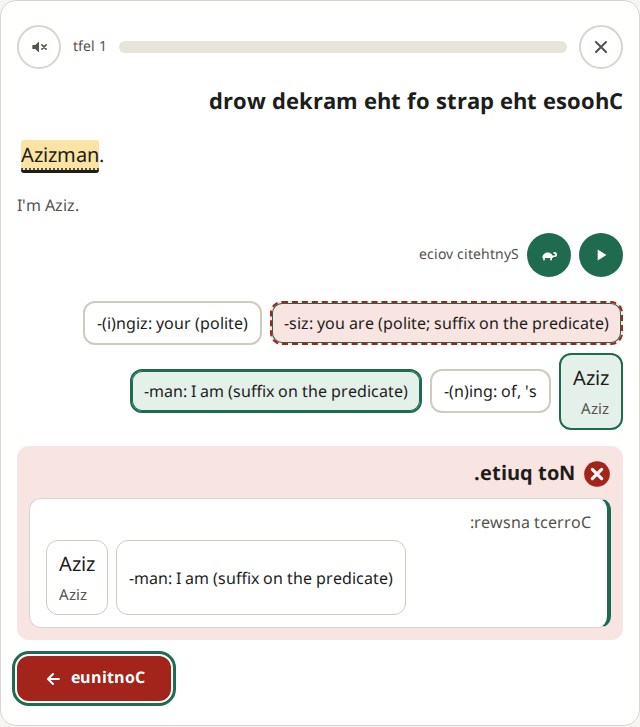 tfel 1
drow dekram eht fo strap eht esoohC
Azizman.
I'm Aziz.
eciov citehtnyS
-siz: you are (polite; suffix on the predicate)
-(i)ngiz: your (polite)
Aziz
Aziz
-(n)ing: of, 's
-man: I am (suffix on the predicate)
.etiuq toN
:rewsna tcerroC
Aziz
Aziz
-man: I am (suffix on the predicate)
eunitnoC